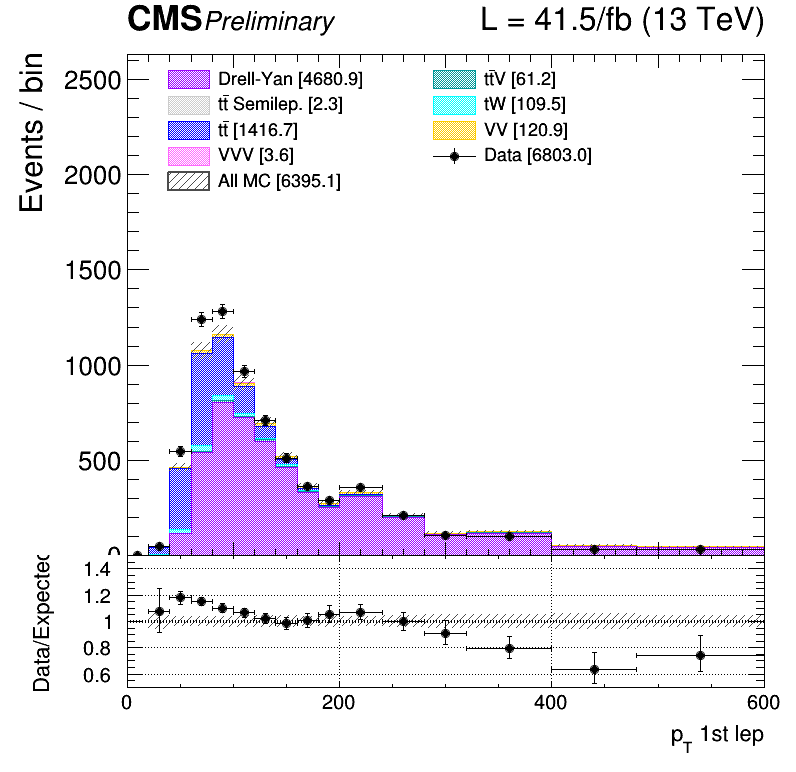 CMS Preliminary L = 41.5/fb (13 TeV)
Events / bin
2500
2000
1500
1000
500
0
Drell-Yan [4680.9]
tt̄ Semilep. [2.3]
tt̄ [1416.7]
VVV [3.6]
All MC [6395.1]
tt̄V [61.2]
tW [109.5]
VV [120.9]
Data [6803.0]
Data/Expected
1.4
1.2
1
0.8
0.6
0 200 400 600
p_T 1st lep